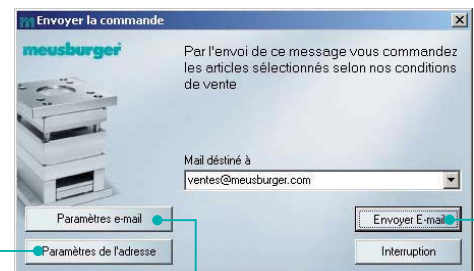 Envoyer la commande
meusburger
Par l'envoi de ce message vous commandez
les articles sélectionnés selon nos conditions
de vente
Mail déstiné à
ventes@meusburger.com
Paramètres e-mail
Envoyer E-mail
Paramètres de l'adresse
Interruption